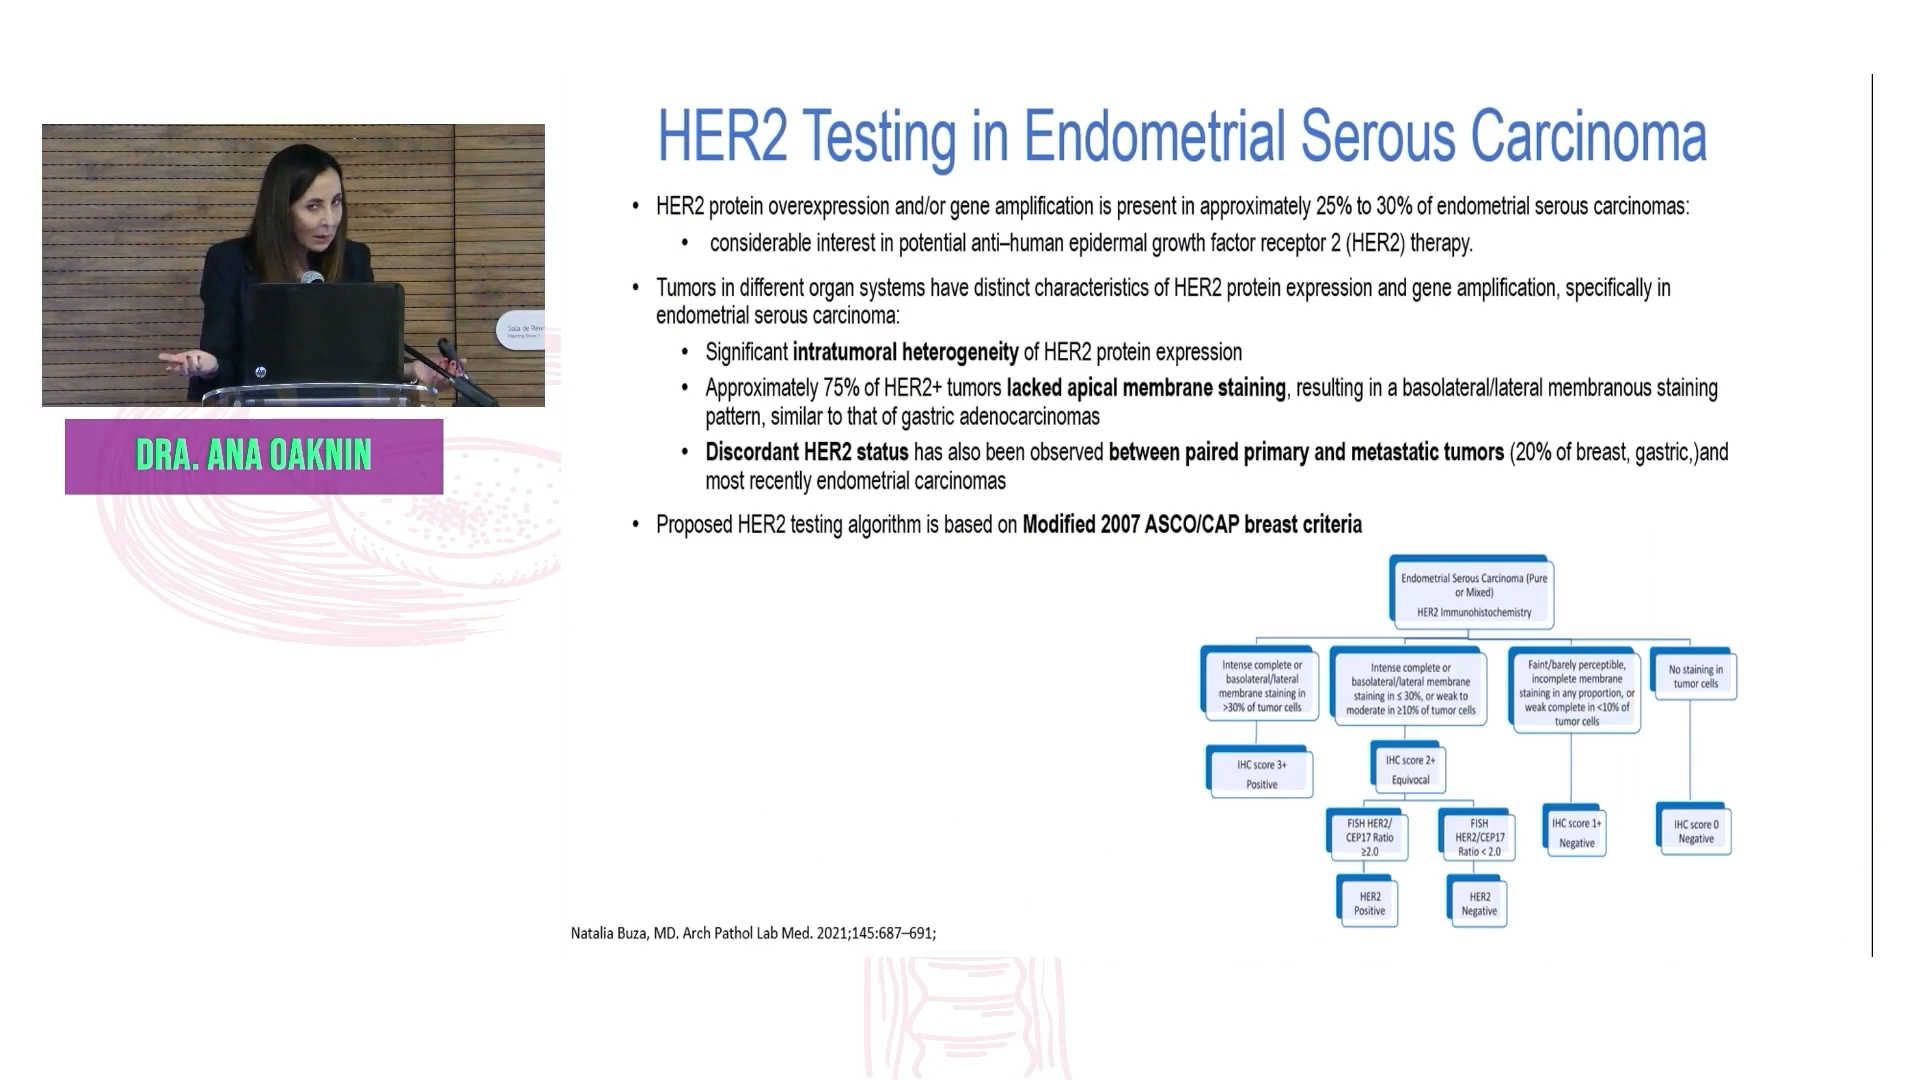 HER2 Testing in Endometrial Serous Carcinoma
• HER2 protein overexpression and/or gene amplification is present in approximately 25% to 30% of endometrial serous carcinomas:
• considerable interest in potential anti–human epidermal growth factor receptor 2 (HER2) therapy.
• Tumors in different organ systems have distinct characteristics of HER2 protein expression and gene amplification, specifically in
endometrial serous carcinoma:
• Significant intratumoral heterogeneity of HER2 protein expression
• Approximately 75% of HER2+ tumors lacked apical membrane staining, resulting in a basolateral/lateral membranous staining
pattern, similar to that of gastric adenocarcinomas
• Discordant HER2 status has also been observed between paired primary and metastatic tumors (20% of breast, gastric,)and
most recently endometrial carcinomas
• Proposed HER2 testing algorithm is based on Modified 2007 ASCO/CAP breast criteria
Sala de
DRA. ANA OAKNIN
Endometrial Serous Carcinoma (Pure
or Mixed)
HER2 Immunohistochemistry
Intense complete or
basolateral/lateral
membrane staining in
>30% of tumor cells
Intense complete or
basolateral/lateral membrane
staining in ≤ 30%, or weak to
moderate in ≥10% of tumor cells
Faint/barely perceptible,
incomplete membrane
staining in any proportion, or
weak complete in <10% of
tumor cells
No staining in
tumor cells
IHC score 3+
Positive
IHC score 2+
Equivocal
FISH HER2/
CEP17 Ratio
≥2.0
FISH
HER2/CEP17
Ratio < 2.0
IHC score 1+
Negative
IHC score 0
Negative
HER2
Positive
HER2
Negative
Natalia Buza, MD. Arch Pathol Lab Med. 2021;145:687–691;